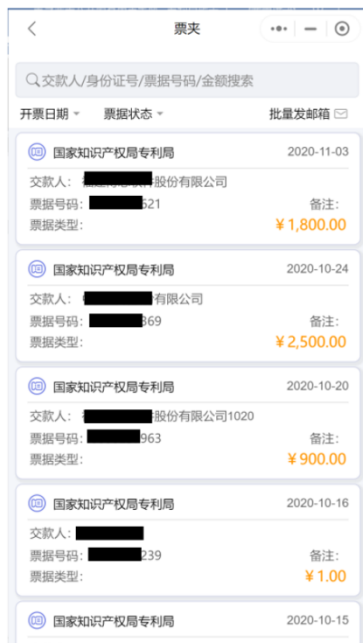 票夹
交款人/身份证号/票据号码/金额搜索
开票日期 票据状态 批量发邮箱
国家知识产权局专利局 2020-11-03
交款人: 股份有限公司
票据号码: 521 备注:
票据类型: ¥1,800.00
国家知识产权局专利局 2020-10-24
交款人: 有限公司
票据号码: 369 备注:
票据类型: ¥2,500.00
国家知识产权局专利局 2020-10-20
交款人: 股份有限公司1020
票据号码: 963 备注:
票据类型: ¥900.00
国家知识产权局专利局 2020-10-16
交款人:
票据号码: 239 备注:
票据类型: ¥1.00
国家知识产权局专利局 2020-10-15